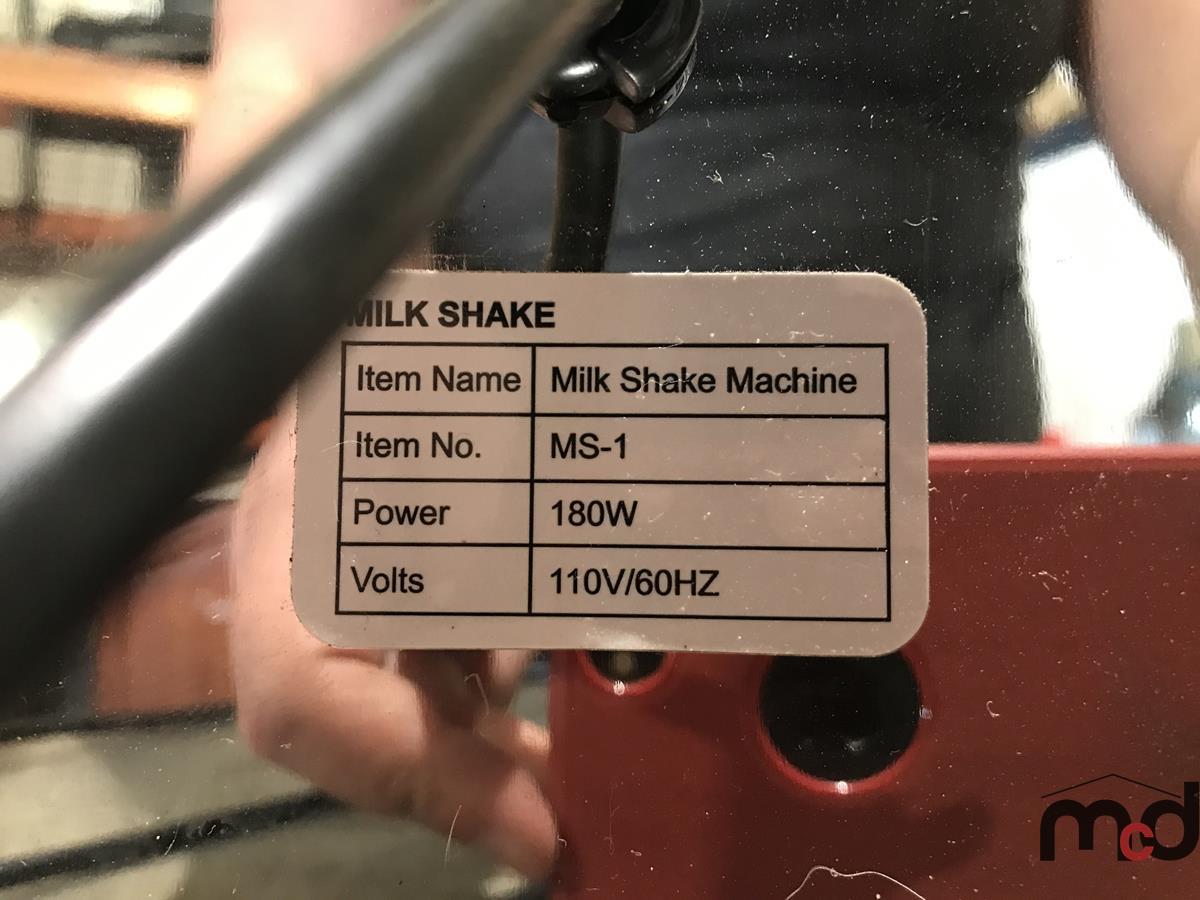 MILK SHAKE
Item Name Milk Shake Machine
Item No. MS-1
Power 180W
Volts 110V/60HZ
mcd